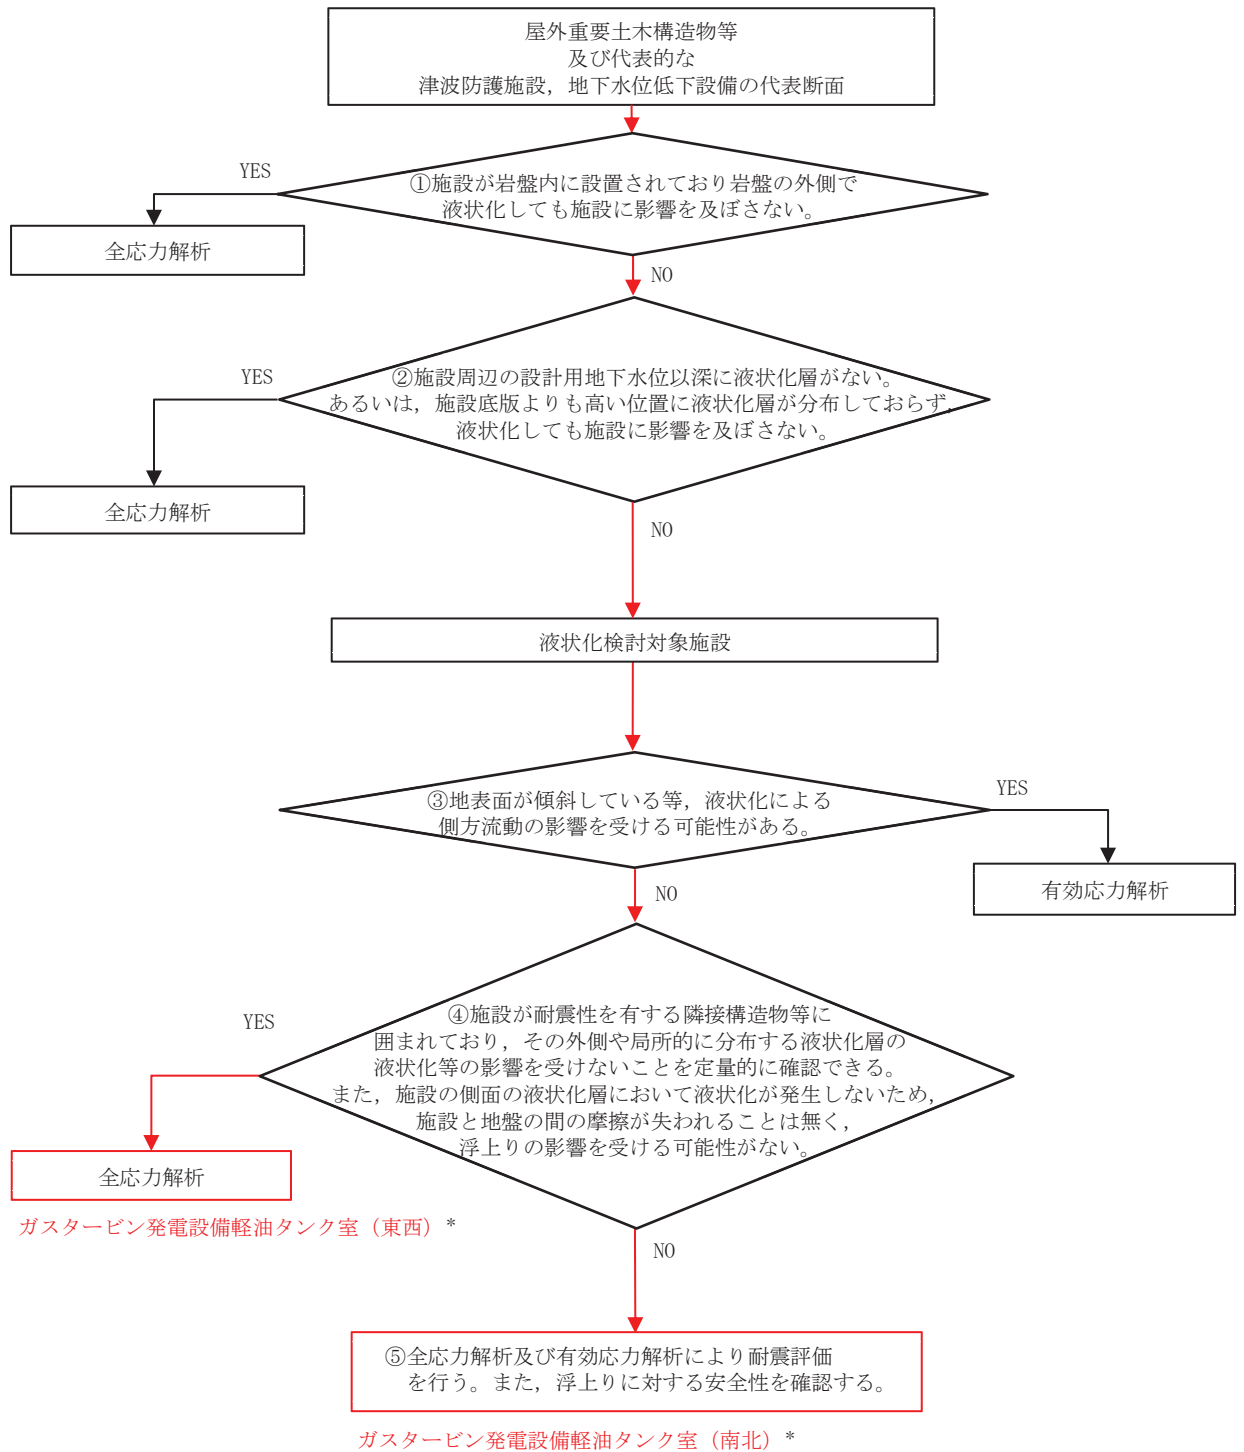 屋外重要土木構造物等
及び代表的な
津波防護施設，地下水位低下設備の代表断面
YES
①施設が岩盤内に設置されており岩盤の外側で
液状化しても施設に影響を及ぼさない。
全応力解析
NO
YES
②施設周辺の設計用地下水位以深に液状化層がない。
あるいは，施設底版よりも高い位置に液状化層が分布しておらず，
液状化しても施設に影響を及ぼさない。
全応力解析
NO
液状化検討対象施設
YES
③地表面が傾斜している等，液状化による
側方流動の影響を受ける可能性がある。
有効応力解析
NO
YES
④施設が耐震性を有する隣接構造物等に
囲まれており，その外側や局所的に分布する液状化層の
液状化等の影響を受けないことを定量的に確認できる。
また，施設の側面の液状化層において液状化が発生しないため，
施設と地盤の間の摩擦が失われることは無く，
浮上りの影響を受ける可能性がない。
全応力解析
ガスタービン発電設備軽油タンク室（東西）*
NO
⑤全応力解析及び有効応力解析により耐震評価
を行う。また，浮上りに対する安全性を確認する。
ガスタービン発電設備軽油タンク室（南北）*